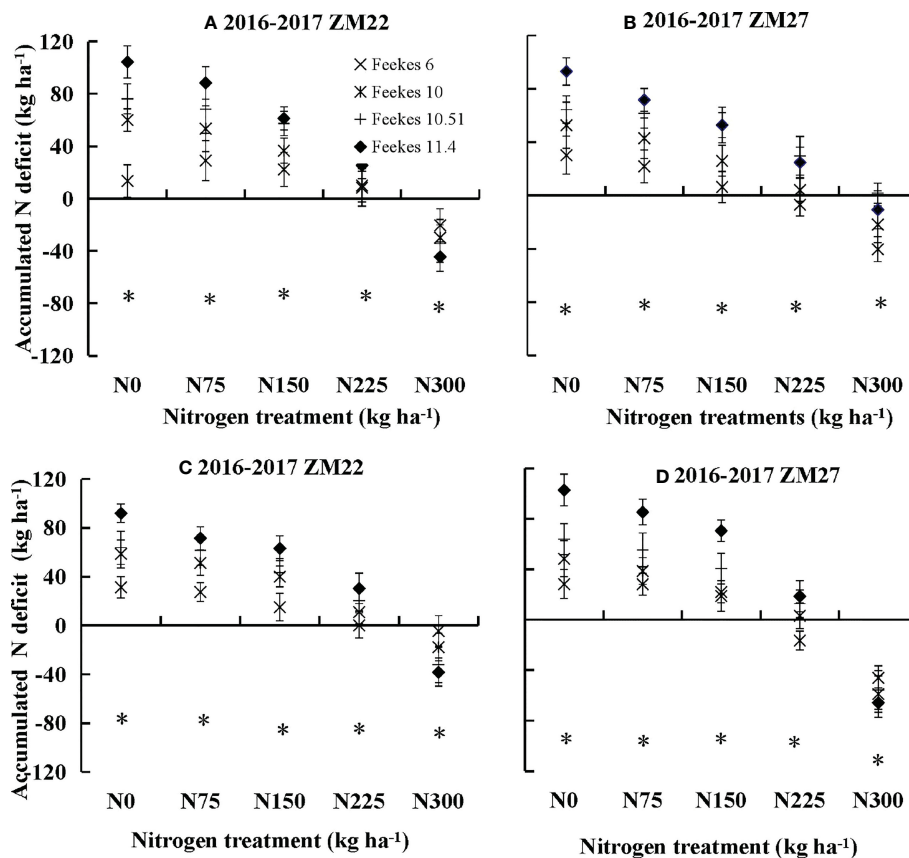 A 2016-2017 ZM22
Accumulated N deficit (kg ha⁻¹)
120
80
40
0
-40
-80
-120
× Feekes 6
Feekes 10
+ Feekes 10.51
◆ Feekes 11.4
* * * * *
N0 N75 N150 N225 N300
Nitrogen treatment (kg ha⁻¹)
B 2016-2017 ZM27
* * * * *
N0 N75 N150 N225 N300
Nitrogen treatments (kg ha⁻¹)
C 2016-2017 ZM22
Accumulated N deficit (kg ha⁻¹)
120
80
40
0
-40
-80
-120
* * * * *
N0 N75 N150 N225 N300
Nitrogen treatment (kg ha⁻¹)
D 2016-2017 ZM27
* * * * *
N0 N75 N150 N225 N300
Nitrogen treatment (kg ha⁻¹)